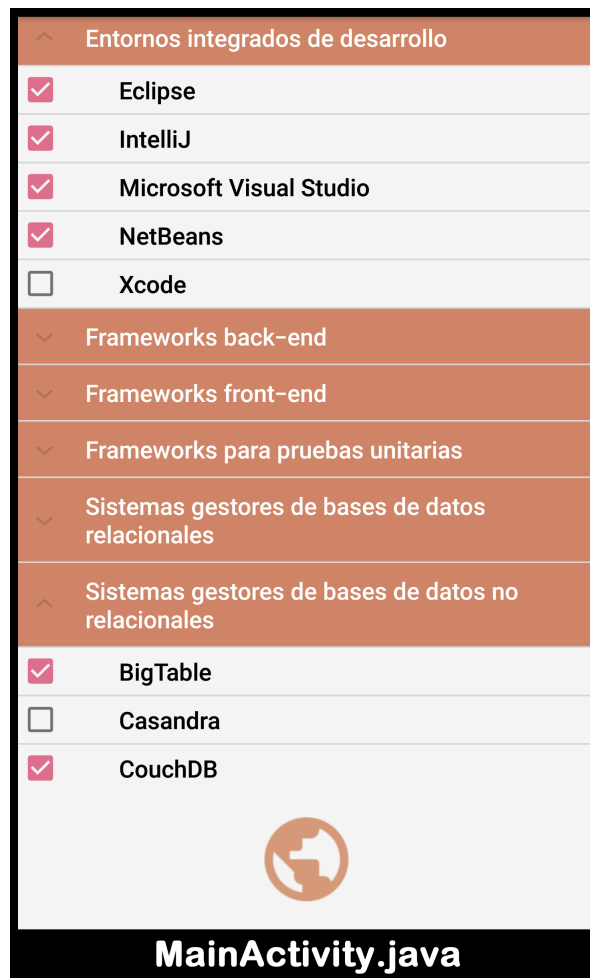 Entornos integrados de desarrollo
Eclipse
IntelliJ
Microsoft Visual Studio
NetBeans
Xcode
Frameworks back-end
Frameworks front-end
Frameworks para pruebas unitarias
Sistemas gestores de bases de datos
relacionales
Sistemas gestores de bases de datos no
relacionales
BigTable
Casandra
CouchDB
MainActivity.java